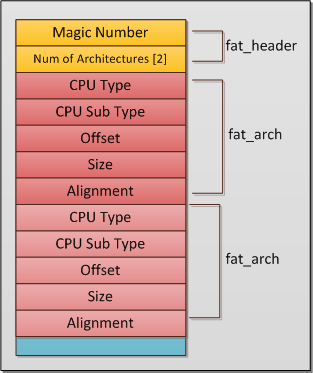 Magic Number
Num of Architectures [2]
fat_header
CPU Type
CPU Sub Type
Offset
Size
Alignment
fat_arch
CPU Type
CPU Sub Type
Offset
Size
Alignment
fat_arch